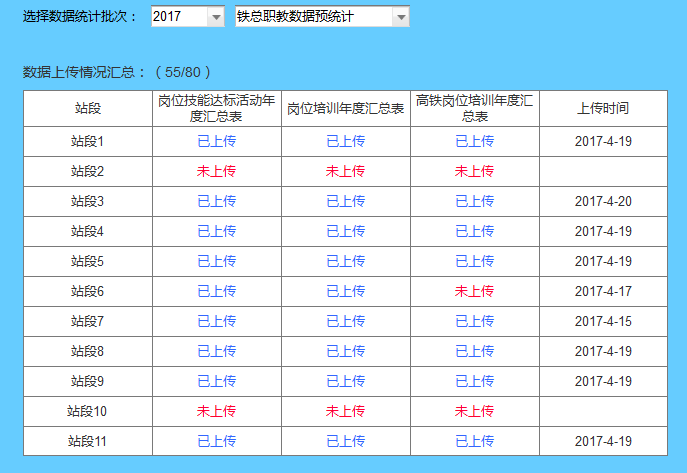 选择数据统计批次： 2017 铁总职教数据预统计
数据上传情况汇总：（55/80）
站段 岗位技能达标活动年度汇总表 岗位培训年度汇总表 高铁岗位培训年度汇总表 上传时间
站段1 已上传 已上传 已上传 2017-4-19
站段2 未上传 未上传 未上传
站段3 已上传 已上传 已上传 2017-4-20
站段4 已上传 已上传 已上传 2017-4-19
站段5 已上传 已上传 已上传 2017-4-19
站段6 已上传 已上传 未上传 2017-4-17
站段7 已上传 已上传 已上传 2017-4-15
站段8 已上传 已上传 已上传 2017-4-19
站段9 已上传 已上传 已上传 2017-4-19
站段10 未上传 未上传 未上传
站段11 已上传 已上传 已上传 2017-4-19